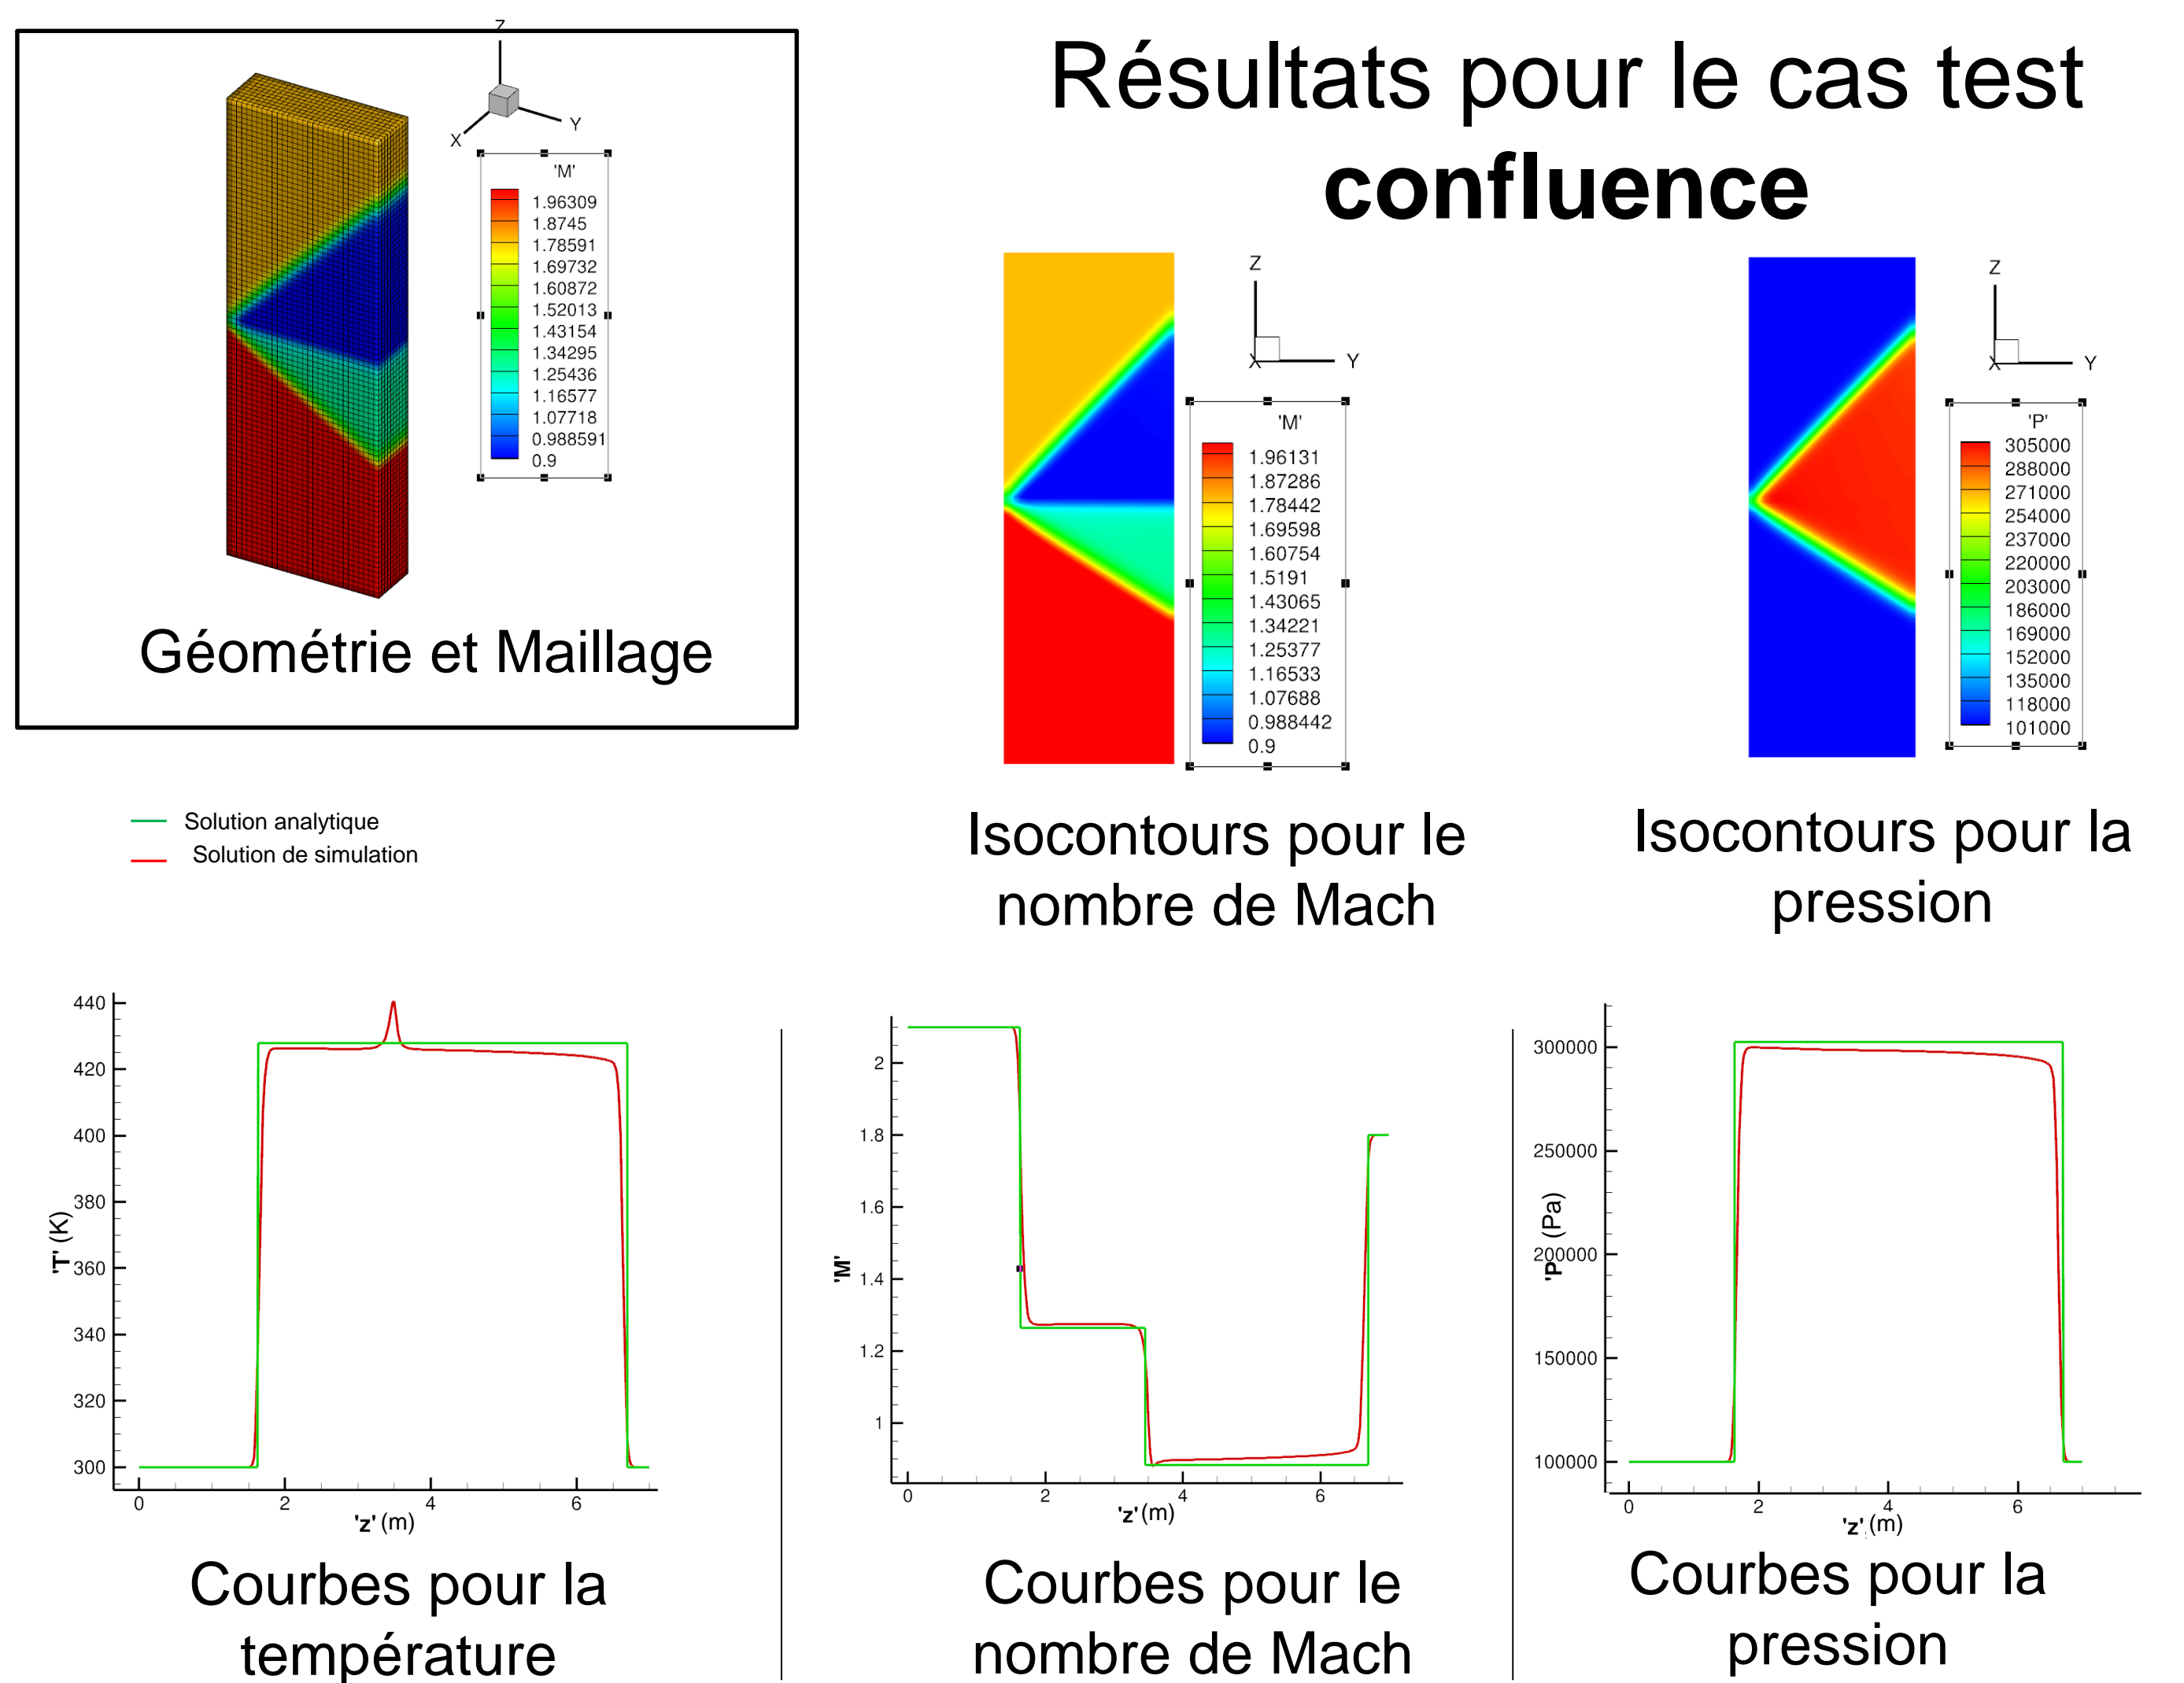 Résultats pour le cas test
confluence
Z
Y
X
'M'
1.96309
1.8745
1.78591
1.69732
1.60872
1.52013
1.43154
1.34295
1.25436
1.16577
1.07718
0.988591
0.9
Géométrie et Maillage
Z
X
Y
'M'
1.96131
1.87286
1.78442
1.69598
1.60754
1.5191
1.43065
1.34221
1.25377
1.16533
1.07688
0.988442
0.9
Isocontours pour le
nombre de Mach
Z
X
Y
'P'
305000
288000
271000
254000
237000
220000
203000
186000
169000
152000
135000
118000
101000
Isocontours pour la
pression
Solution analytique
Solution de simulation
440
420
400
380
360
340
320
300
'T' (K)
0 2 4 6
'z' (m)
Courbes pour la
température
2
1.8
1.6
1.4
1.2
1
'M'
0 2 4 6
'z' (m)
Courbes pour le
nombre de Mach
300000
250000
200000
150000
100000
'P' (Pa)
0 2 4 6
'z' (m)
Courbes pour la
pression